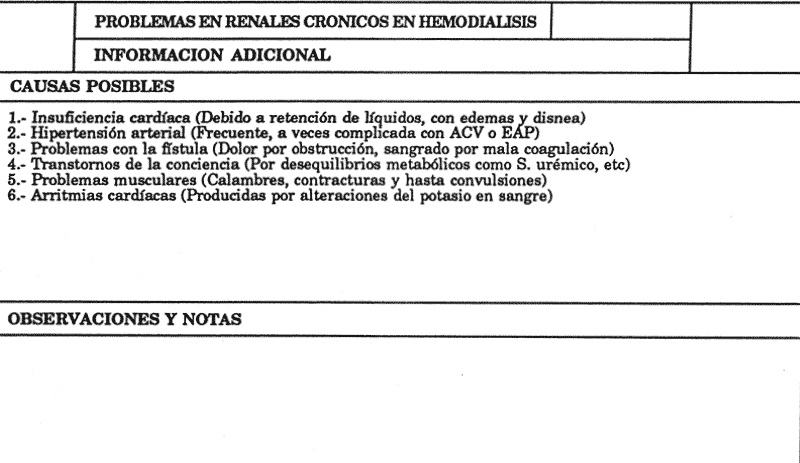 PROBLEMAS EN RENALES CRONICOS EN HEMODIALISIS
INFORMACION ADICIONAL
CAUSAS POSIBLES
1.- Insuficiencia cardíaca (Debido a retención de líquidos, con edemas y disnea)
2.- Hipertensión arterial (Frecuente, a veces complicada con ACV o EAP)
3.- Problemas con la fístula (Dolor por obstrucción, sangrado por mala coagulación)
4.- Transtornos de la conciencia (Por desequilibrios metabólicos como S. urémico, etc)
5.- Problemas musculares (Calambres, contracturas y hasta convulsiones)
6.- Arritmias cardíacas (Producidas por alteraciones del potasio en sangre)
OBSERVACIONES Y NOTAS